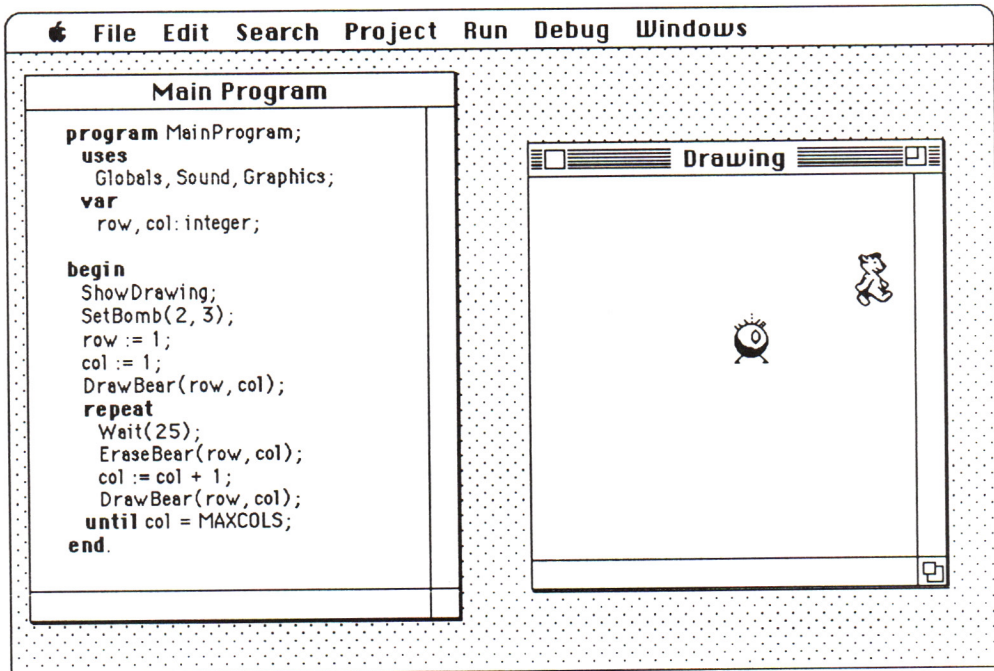 File Edit Search Project Run Debug Windows
Main Program
program MainProgram;
uses
Globals, Sound, Graphics;
var
row, col: integer;
begin
ShowDrawing;
SetBomb(2, 3);
row := 1;
col := 1;
DrawBear(row, col);
repeat
Wait(25);
EraseBear(row, col);
col := col + 1;
DrawBear(row, col);
until col = MAXCOLS;
end.
Drawing